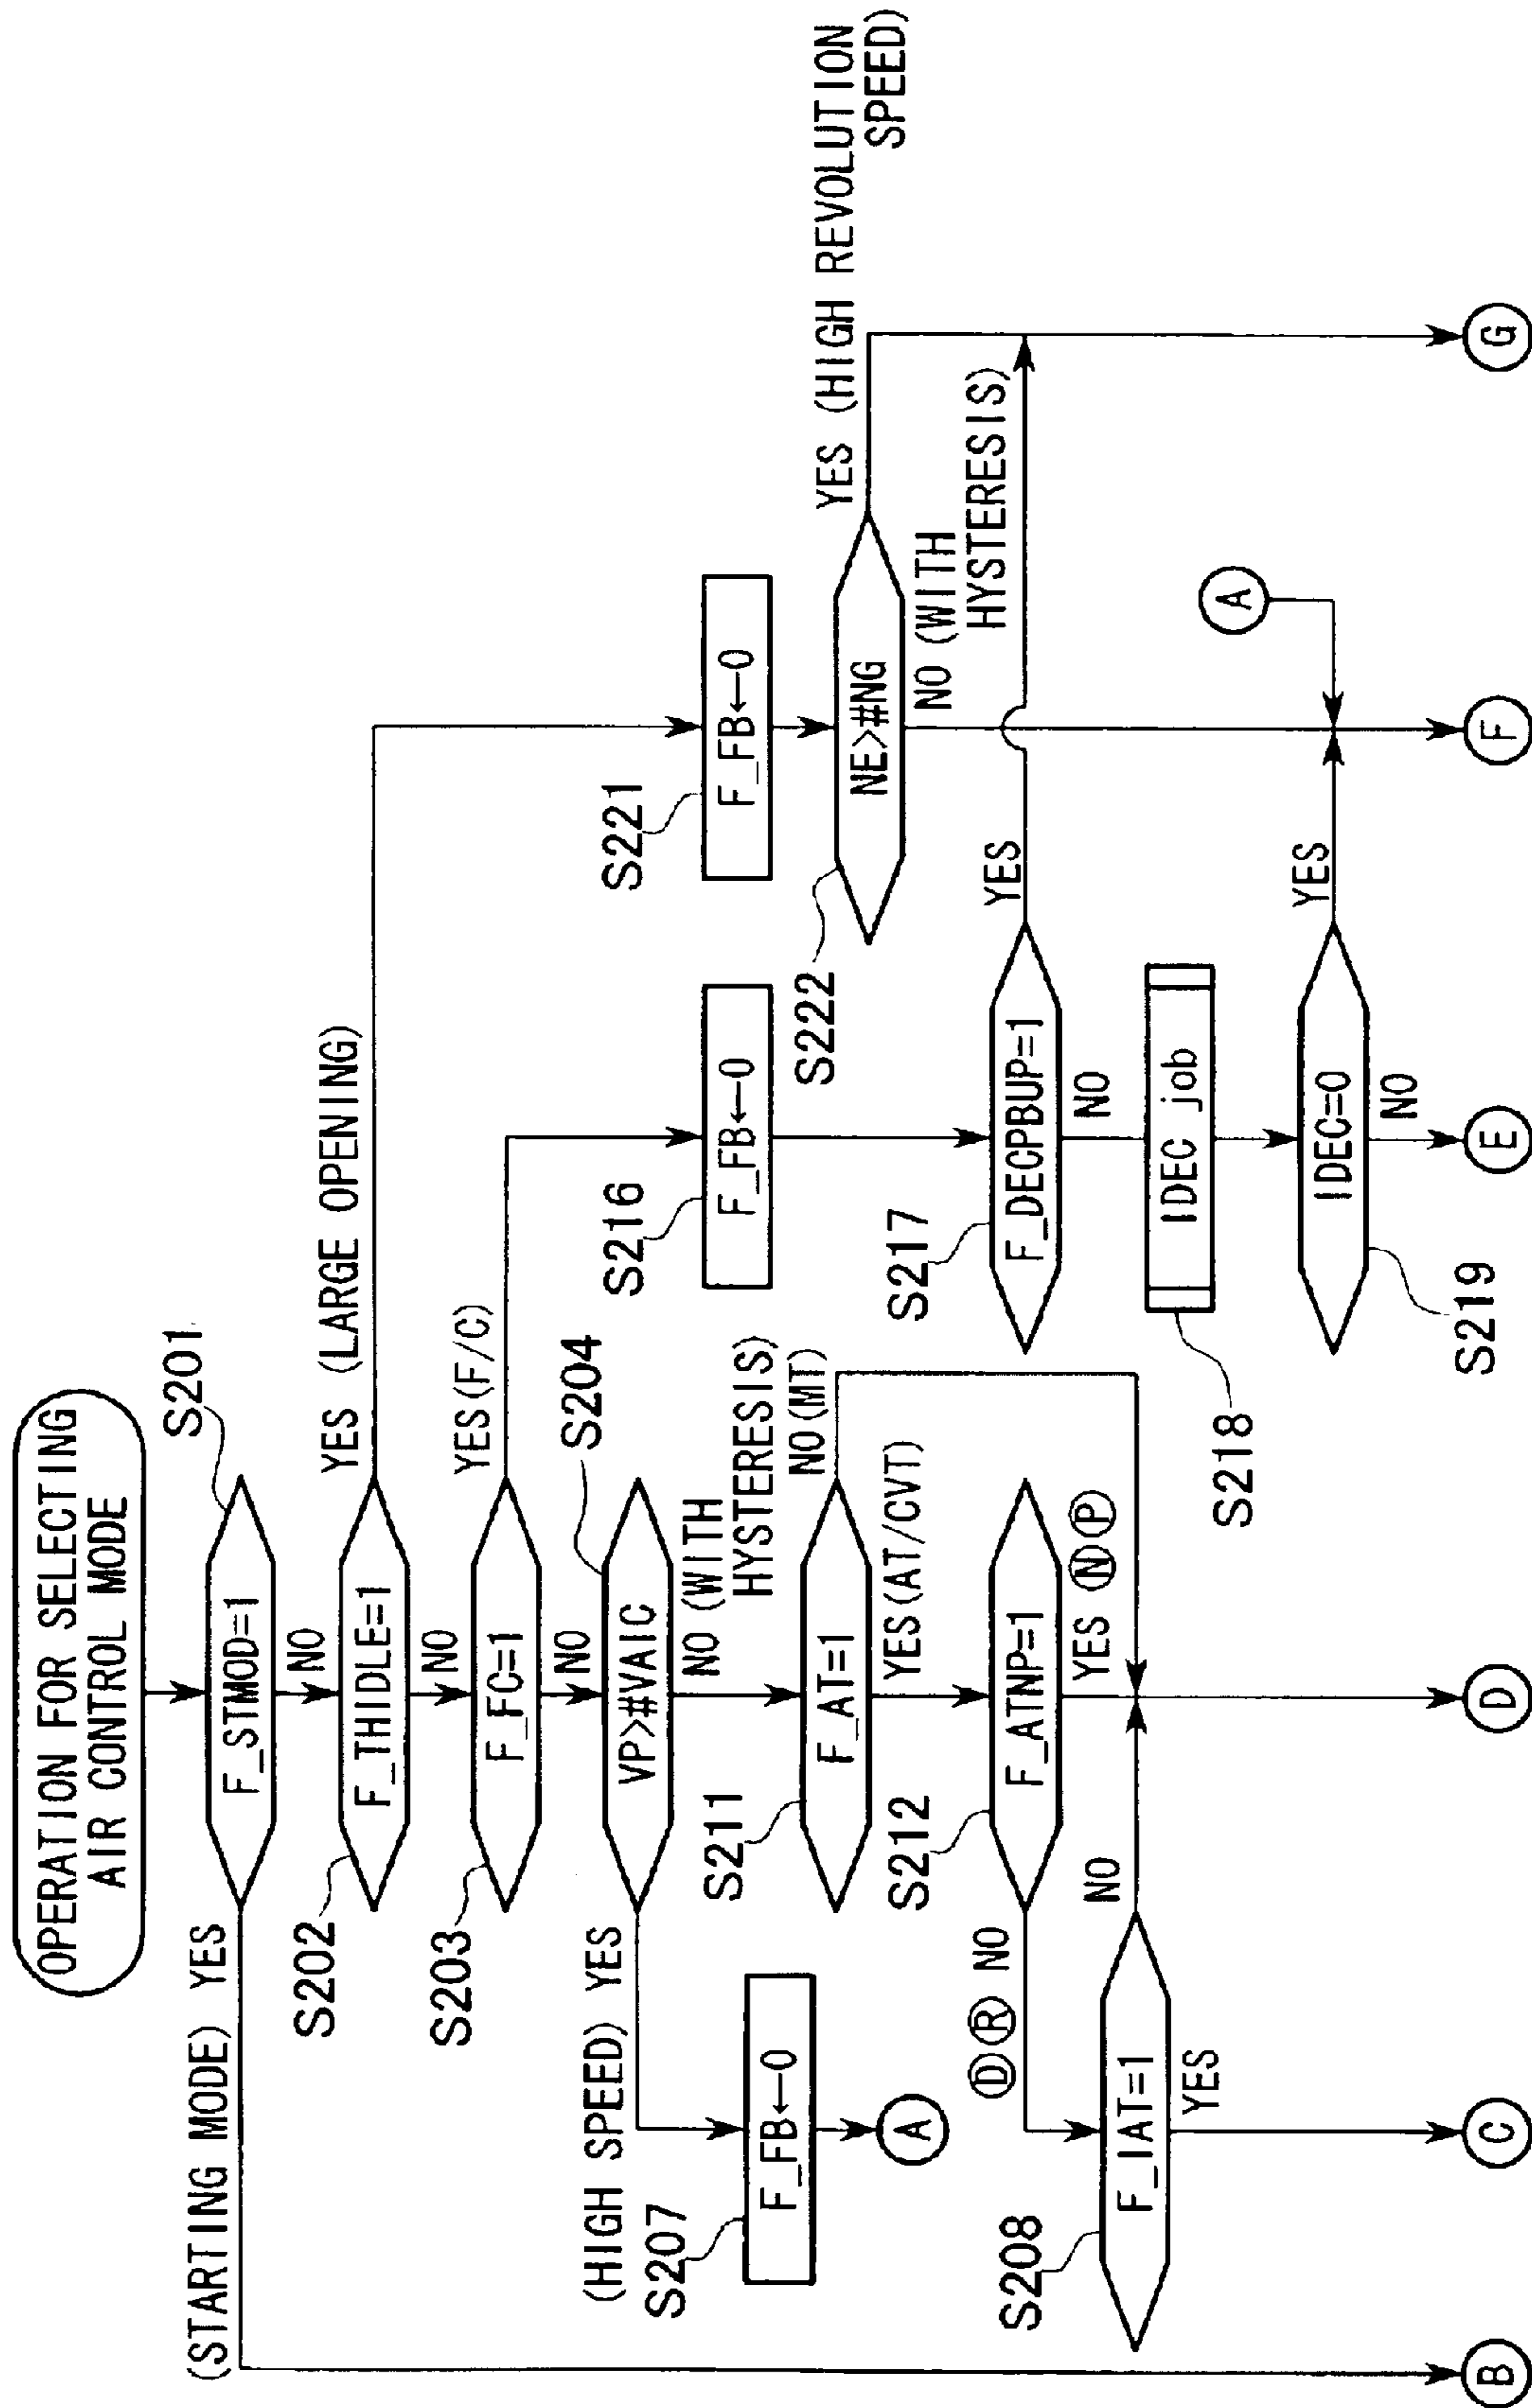 OPERATION FOR SELECTING
AIR CONTROL MODE
S201
F_STMOD=1
(STARTING MODE) YES
NO
S202
F_THIDLE=1
YES (LARGE OPENING)
NO
S203
F_FC=1
YES(F/C)
NO
S204
VP>#VAIC
(HIGH SPEED) YES
NO (WITH
HYSTERESIS)
S207
F_FB←0
A
S211
F_AT=1
NO(MT)
YES(AT/CVT)
S212
F_ATNP=1
D R NO
YES N P
S208
F_IAT=1
NO
YES
S216
F_FB←0
S217
F_DECPBUP=1
YES
NO
S218
IDEC job
S219
IDEC=0
YES
NO
S221
F_FB←0
S222
NE>#NG
YES (HIGH REVOLUTION
SPEED)
NO (WITH
HYSTERESIS)
A
B
C
D
E
F
G